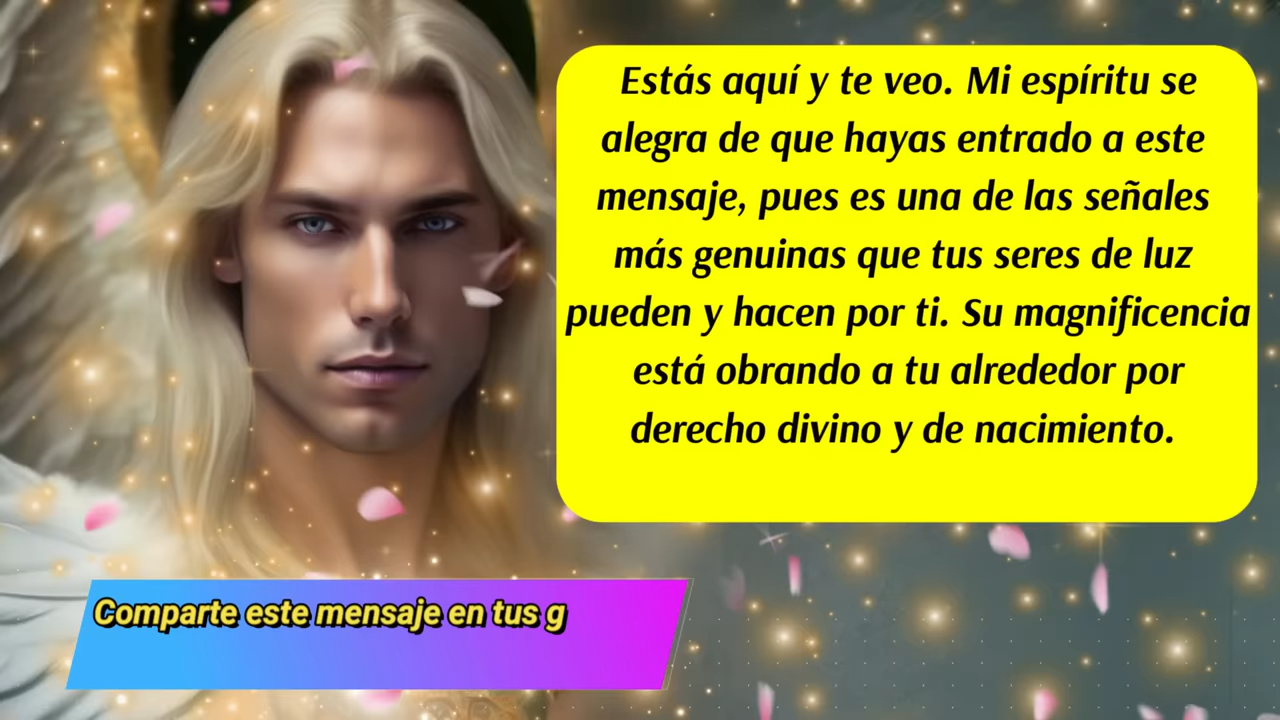 Estás aquí y te veo. Mi espíritu se
alegra de que hayas entrado a este
mensaje, pues es una de las señales
más genuinas que tus seres de luz
pueden y hacen por ti. Su magnificencia
está obrando a tu alrededor por
derecho divino y de nacimiento.
Comparte este mensaje en tus g